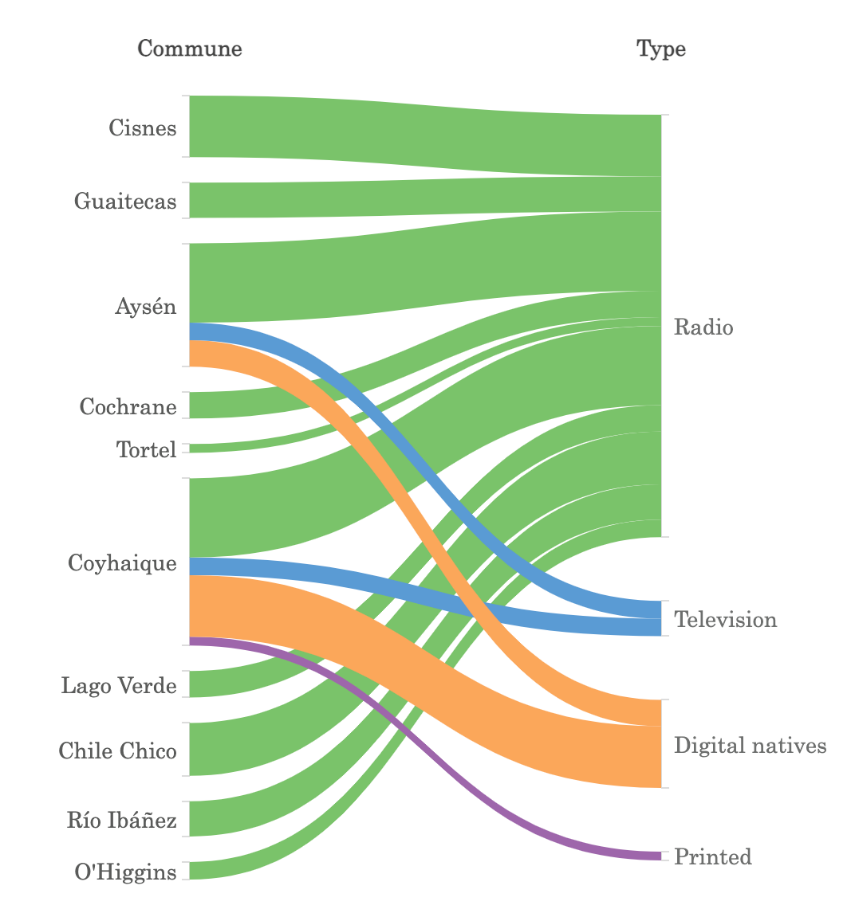 Commune
Type
Cisnes
Guaitecas
Aysén
Cochrane
Tortel
Coyhaique
Lago Verde
Chile Chico
Río Ibáñez
O'Higgins
Radio
Television
Digital natives
Printed